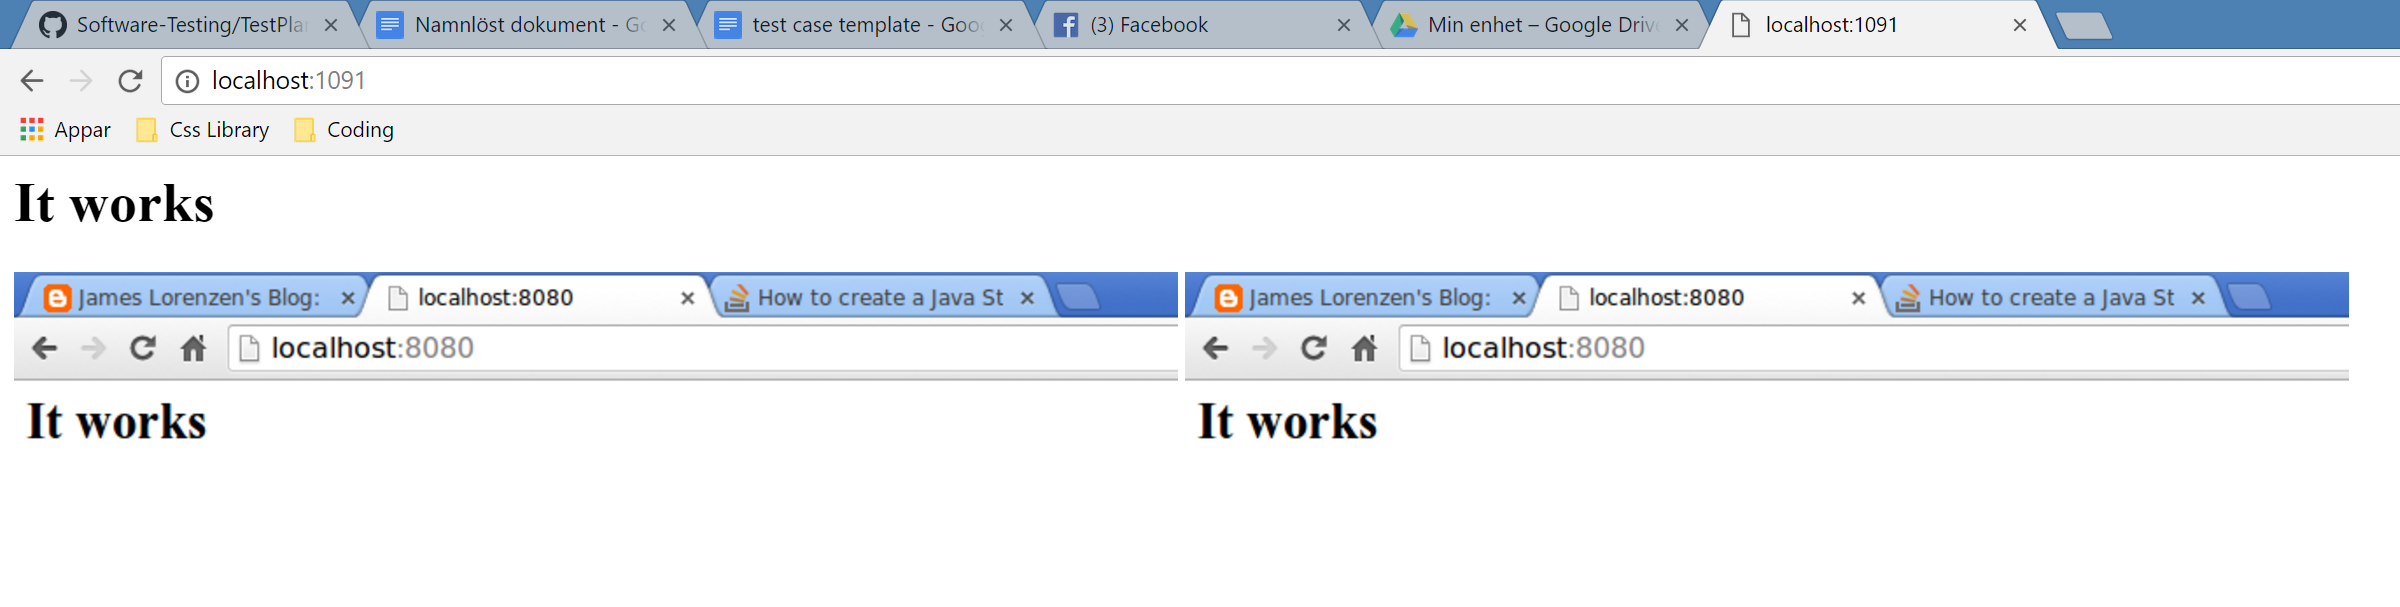 Software-Testing/TestPla
Namnlöst dokument - G
test case template - Goo
(3) Facebook
Min enhet – Google Driv
localhost:1091
localhost:1091
Appar
Css Library
Coding
It works
James Lorenzen's Blog:
localhost:8080
How to create a Java St
localhost:8080
It works
James Lorenzen's Blog:
localhost:8080
How to create a Java St
localhost:8080
It works